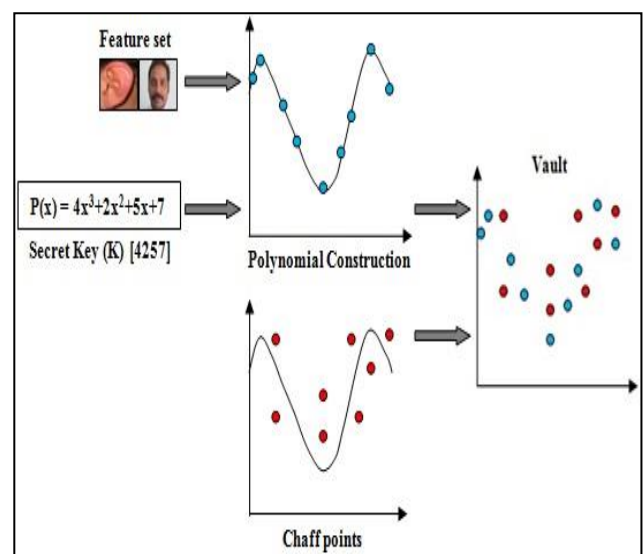 Feature set
P(x) = 4x³+2x²+5x+7
Secret Key (K) [4257]
Polynomial Construction
Vault
Chaff points